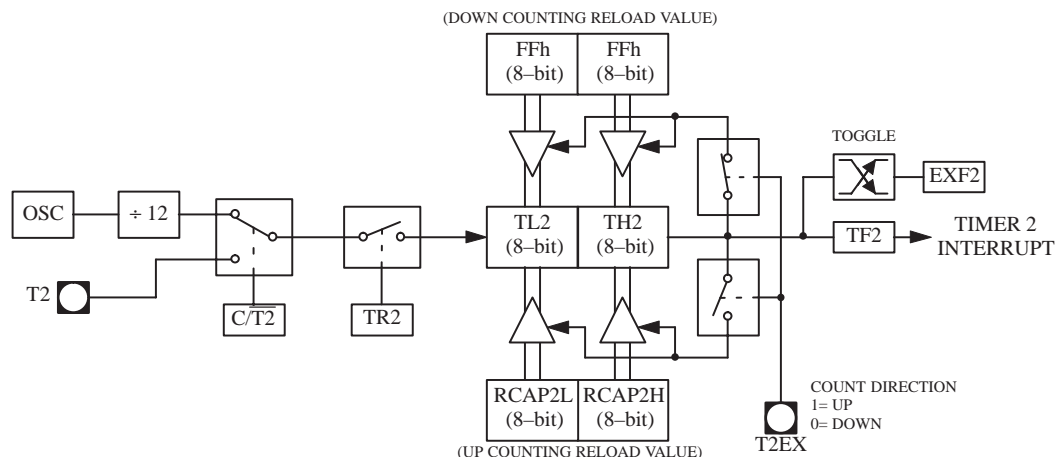 (DOWN COUNTING RELOAD VALUE)
FFh
(8–bit)
FFh
(8–bit)
TOGGLE
OSC
÷ 12
TL2
(8–bit)
TH2
(8–bit)
EXF2
TF2
TIMER 2
INTERRUPT
T2
C/T2
TR2
RCAP2L
(8–bit)
RCAP2H
(8–bit)
COUNT DIRECTION
1= UP
0= DOWN
T2EX
(UP COUNTING RELOAD VALUE)